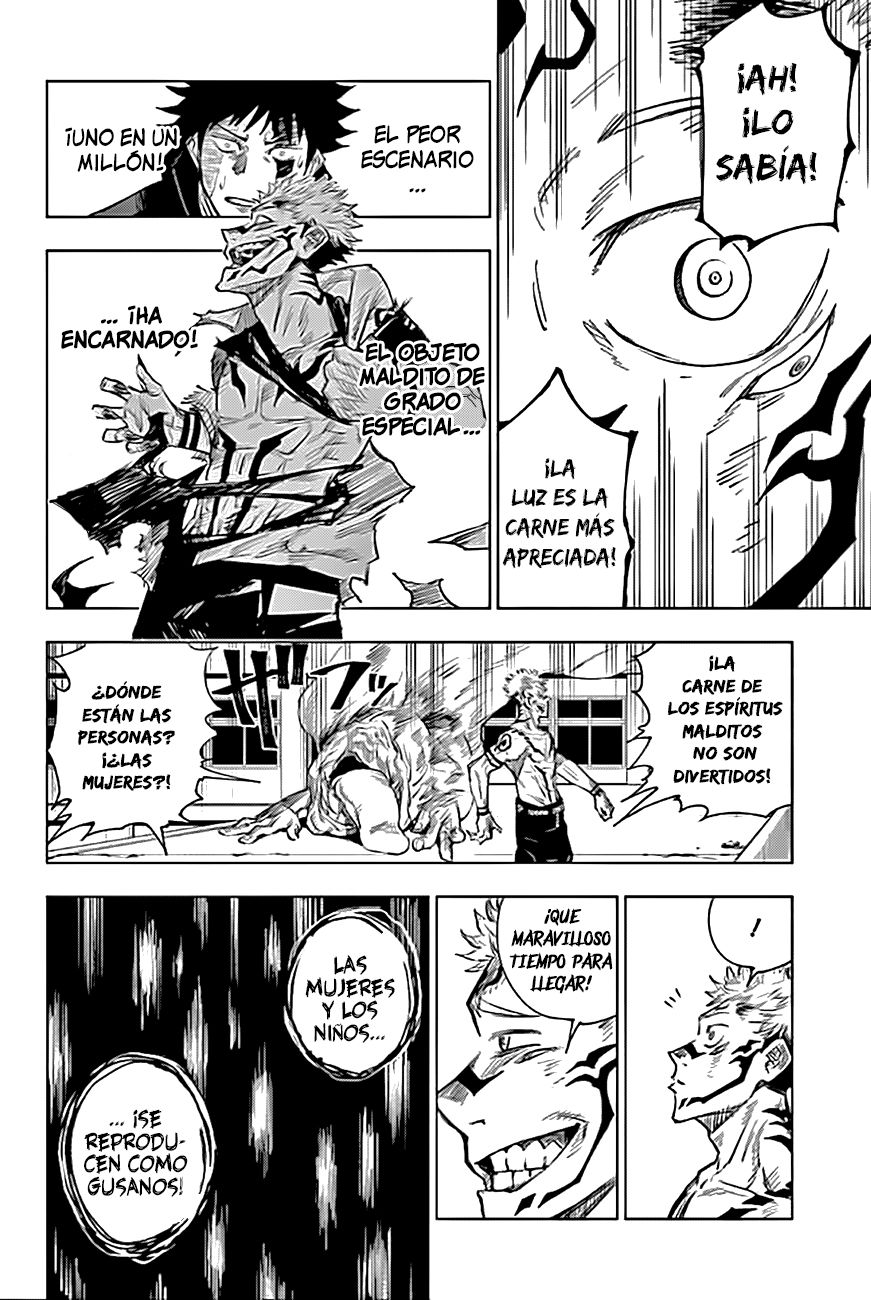 ¡AH!
¡LO
SABÍA!
¡LA
LUZ ES LA
CARNE MÁS
APRECIADA!
EL PEOR
ESCENARIO
...
¡UNO EN UN
MILLÓN!
EL OBJETO
MALDITO DE
GRADO
ESPECIAL...
... ¡HA
ENCARNADO!
¡LA
CARNE DE
LOS ESPÍRITUS
MALDITOS
NO SON
DIVERTIDOS!
ブッ
¿DÓNDE
ESTÁN LAS
PERSONAS?
¡¿LAS
MUJERES?!
!
¡QUE
MARAVILLOSO
TIEMPO PARA
LLEGAR!
LAS
MUJERES
Y LOS
NIÑOS...
... ¡SE
REPRODU-
CEN COMO
GUSANOS!